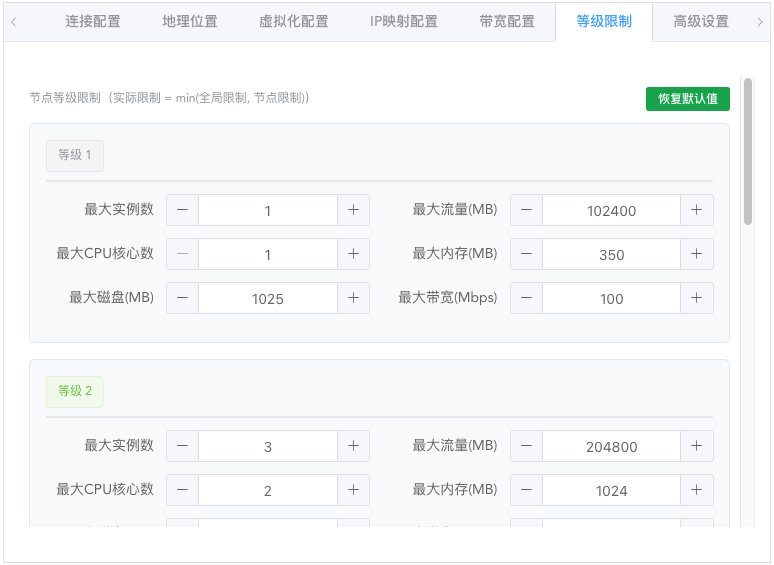 连接配置 地理位置 虚拟化配置 IP映射配置 带宽配置 等级限制 高级设置
节点等级限制（实际限制 = min(全局限制, 节点限制)） 恢复默认值
等级 1
最大实例数 1 最大流量(MB) 102400
最大CPU核心数 1 最大内存(MB) 350
最大磁盘(MB) 1025 最大带宽(Mbps) 100
等级 2
最大实例数 3 最大流量(MB) 204800
最大CPU核心数 2 最大内存(MB) 1024